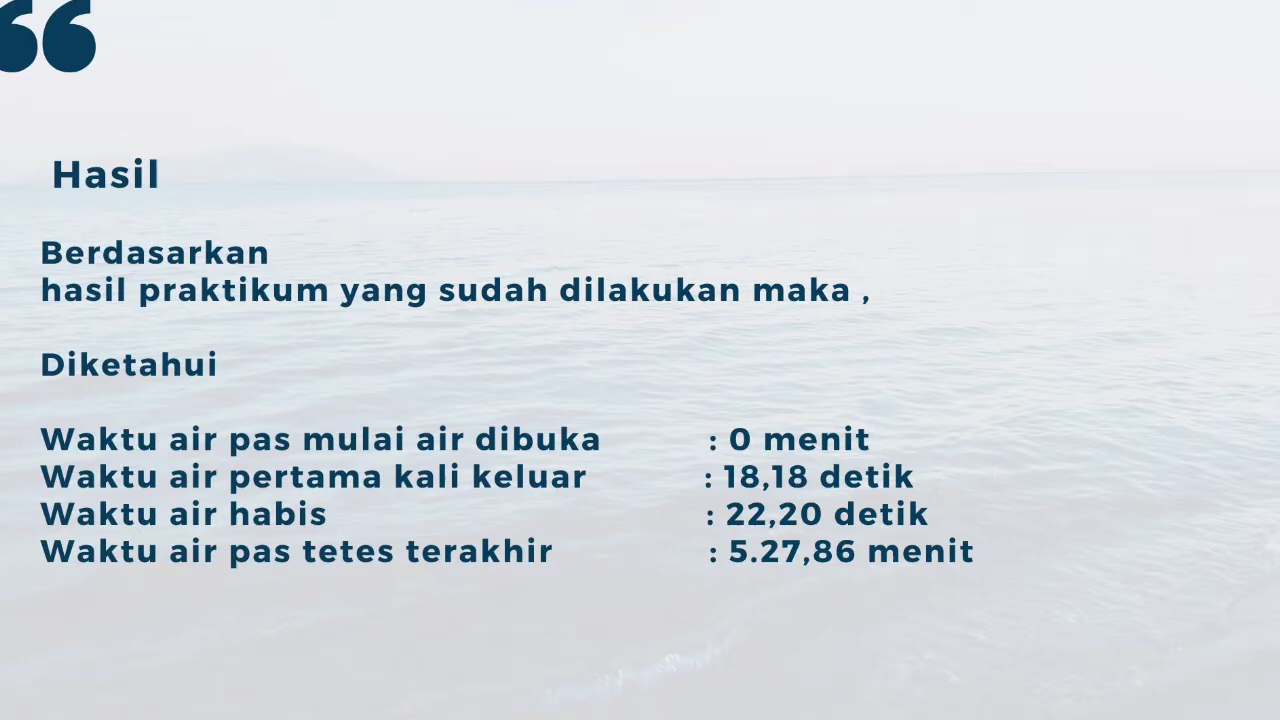 Hasil
Berdasarkan
hasil praktikum yang sudah dilakukan maka ,
Diketahui
Waktu air pas mulai air dibuka : 0 menit
Waktu air pertama kali keluar : 18,18 detik
Waktu air habis : 22,20 detik
Waktu air pas tetes terakhir : 5.27,86 menit